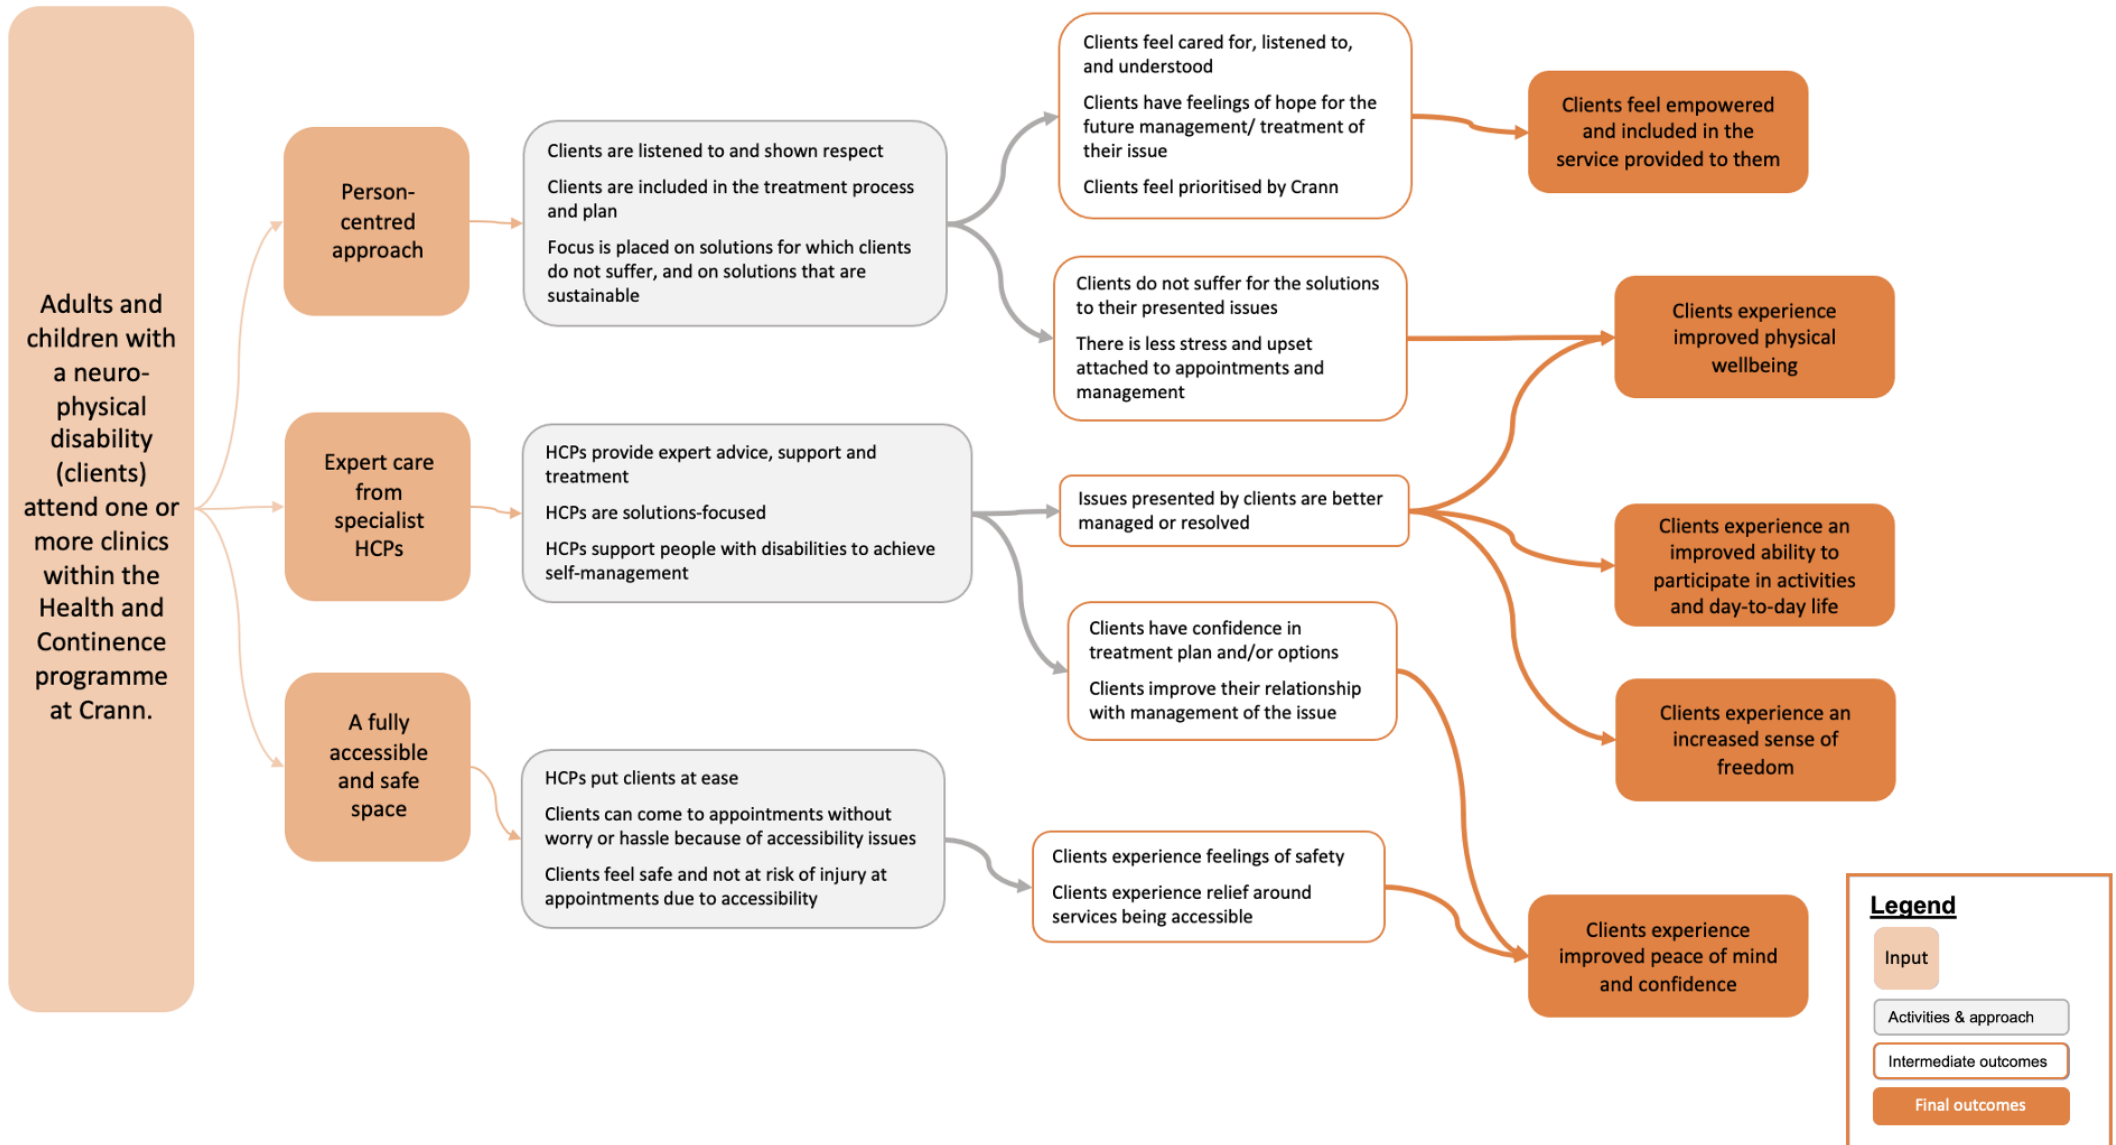 Adults and
children with
a neuro-
physical
disability
(clients)
attend one or
more clinics
within the
Health and
Continence
programme
at Crann.
Person-
centred
approach
Expert care
from
specialist
HCPs
A fully
accessible
and safe
space
Clients are listened to and shown respect
Clients are included in the treatment process
and plan
Focus is placed on solutions for which clients
do not suffer, and on solutions that are
sustainable
HCPs provide expert advice, support and
treatment
HCPs are solutions-focused
HCPs support people with disabilities to achieve
self-management
HCPs put clients at ease
Clients can come to appointments without
worry or hassle because of accessibility issues
Clients feel safe and not at risk of injury at
appointments due to accessibility
Clients feel cared for, listened to,
and understood
Clients have feelings of hope for the
future management/ treatment of
their issue
Clients feel prioritised by Crann
Clients do not suffer for the solutions
to their presented issues
There is less stress and upset
attached to appointments and
management
Issues presented by clients are better
managed or resolved
Clients have confidence in
treatment plan and/or options
Clients improve their relationship
with management of the issue
Clients experience feelings of safety
Clients experience relief around
services being accessible
Clients feel empowered
and included in the
service provided to them
Clients experience
improved physical
wellbeing
Clients experience an
improved ability to
participate in activities
and day-to-day life
Clients experience an
increased sense of
freedom
Clients experience
improved peace of mind
and confidence
Legend
Input
Activities & approach
Intermediate outcomes
Final outcomes